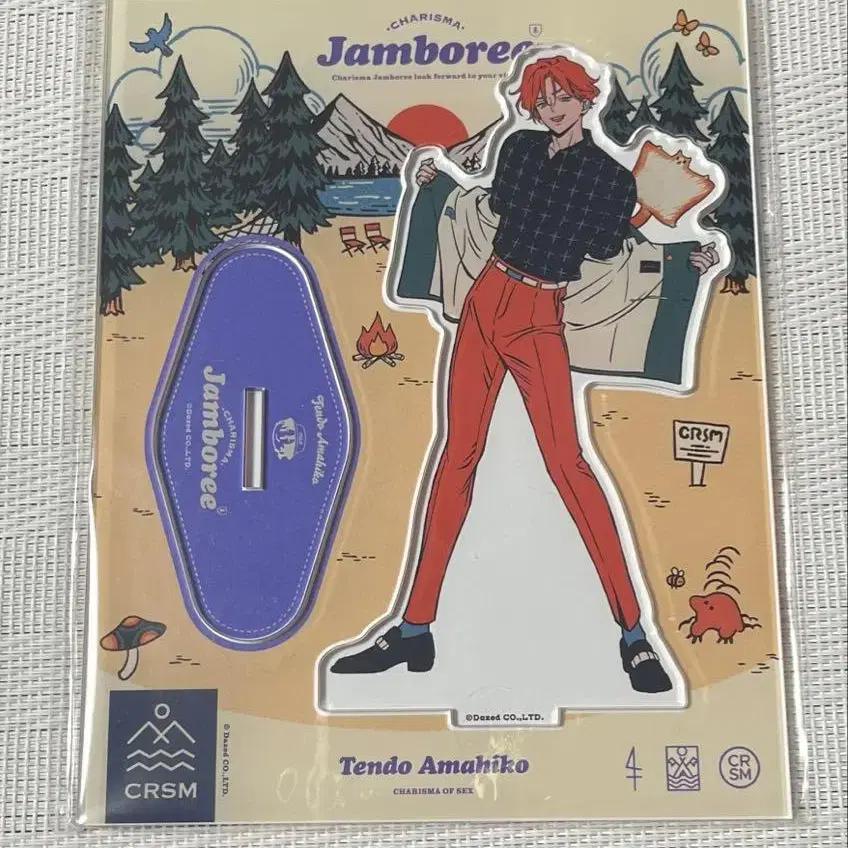 ·CHARISMA·
Jamboree
Charisma Jamboree look forward to your
Tendo Amahiko
·CHARISMA·
Jamboree
©Dazed CO.,LTD.
CRSM
©Dazed CO.,LTD.
CRSM
© Dazed CO.,LTD.
Tendo Amahiko
CHARISMA OF SEX
CR
SM